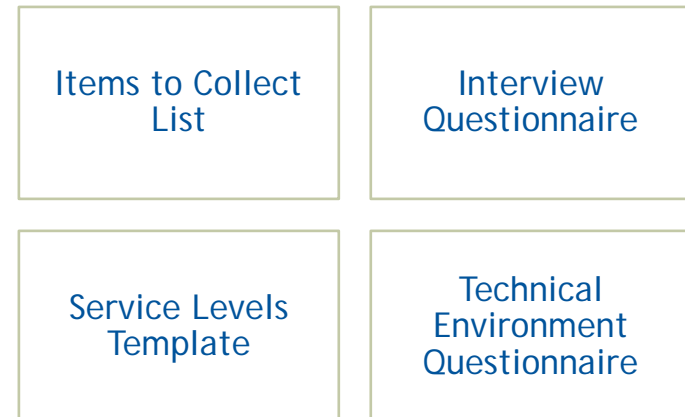 Items to Collect
List
Interview
Questionnaire
Service Levels
Template
Technical
Environment
Questionnaire